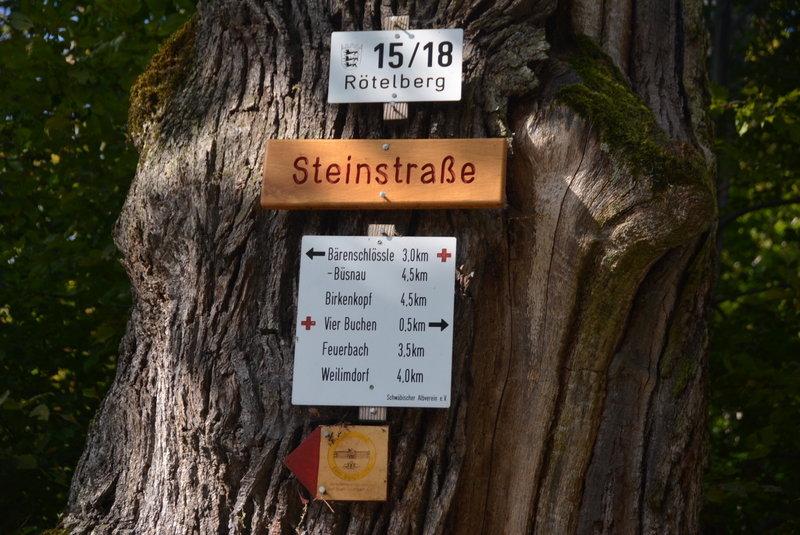 15/18
Rötelberg
Steinstraße
Bärenschlössle 3,0km
-Büsnau 4,5km
Birkenkopf 4,5km
Vier Buchen 0,5km
Feuerbach 3,5km
Weilimdorf 4,0km
Schwäbischer Albverein e.V.